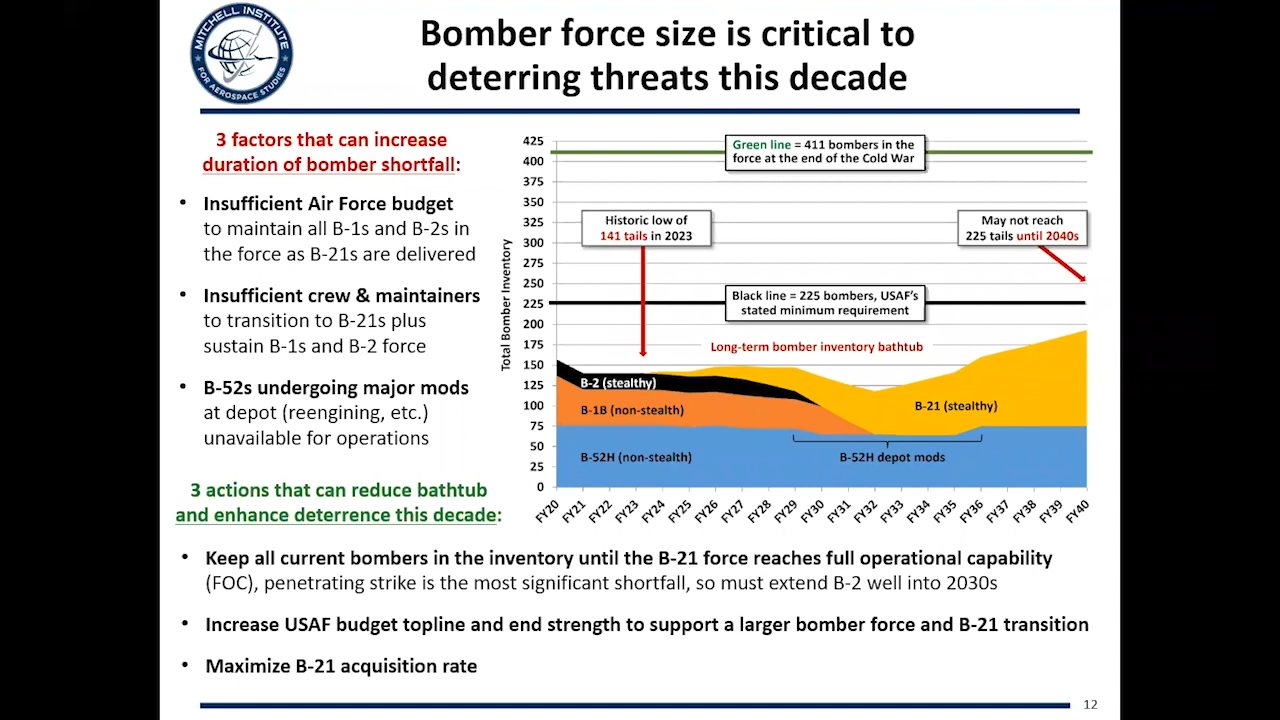 MITCHELL INSTITUTE
FOR AEROSPACE STUDIES
Bomber force size is critical to
deterring threats this decade
3 factors that can increase
duration of bomber shortfall:
• Insufficient Air Force budget
to maintain all B-1s and B-2s in
the force as B-21s are delivered
• Insufficient crew & maintainers
to transition to B-21s plus
sustain B-1s and B-2 force
• B-52s undergoing major mods
at depot (reengining, etc.)
unavailable for operations
Total Bomber Inventory
425
400
375
350
325
300
275
250
225
200
175
150
125
100
75
50
25
0
Green line = 411 bombers in the
force at the end of the Cold War
Historic low of
141 tails in 2023
May not reach
225 tails until 2040s
Black line = 225 bombers, USAF's
stated minimum requirement
Long-term bomber inventory bathtub
B-2 (stealthy)
B-1B (non-stealth)
B-21 (stealthy)
B-52H (non-stealth)
B-52H depot mods
FY20
FY21
FY22
FY23
FY24
FY25
FY26
FY27
FY28
FY29
FY30
FY31
FY32
FY33
FY34
FY35
FY36
FY37
FY38
FY39
FY40
3 actions that can reduce bathtub
and enhance deterrence this decade:
• Keep all current bombers in the inventory until the B-21 force reaches full operational capability
(FOC), penetrating strike is the most significant shortfall, so must extend B-2 well into 2030s
• Increase USAF budget topline and end strength to support a larger bomber force and B-21 transition
• Maximize B-21 acquisition rate
12